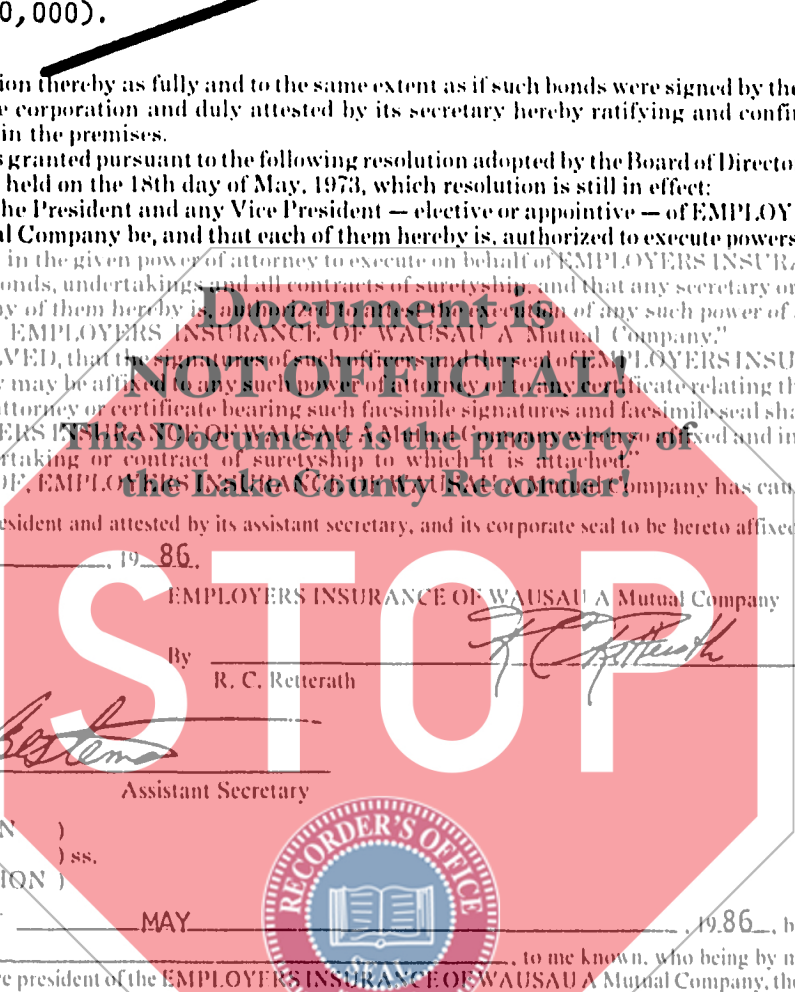 0,000).
ion thereby as fully and to the same extent as if such bonds were signed by the
e corporation and duly attested by its secretary hereby ratifying and confir
in the premises.
s granted pursuant to the following resolution adopted by the Board of Directo
held on the 18th day of May, 1973, which resolution is still in effect:
he President and any Vice President — elective or appointive — of EMPLOY
al Company be, and that each of them hereby is, authorized to execute powers
in the given power of attorney to execute on behalf of EMPLOYERS INSURA
onds, undertakings and all contracts of suretyship; and that any secretary or
Document is
by of them hereby is, authorized to attest the execution of any such power of
EMPLOYERS INSURANCE OF WAUSAU A Mutual Company."
VED, that the signatures of such officers and the seal of EMPLOYERS INSU
NOT OFFICIAL!
y may be affixed to any such power of attorney or to any certificate relating th
attorney or certificate bearing such facsimile signatures and facsimile seal sha
This Document is the property of
ERS INSURANCE OF WAUSAU A Mutual Company when so affixed and in
rtaking or contract of suretyship to which it is attached."
the Lake County Recorder!
OF, EMPLOYERS INSURANCE OF WAUSAU A Mutual Company has cau
esident and attested by its assistant secretary, and its corporate seal to be hereto affixe
, 19 86.
STOP
EMPLOYERS INSURANCE OF WAUSAU A Mutual Company
By
R. C. Retterath
Assistant Secretary
N )
) ss.
ION )
MAY , 1986, b
, to me known, who being by m
e president of the EMPLOYERS INSURANCE OF WAUSAU A Mutual Company, the
RECORDER'S OFFICE
SEAL